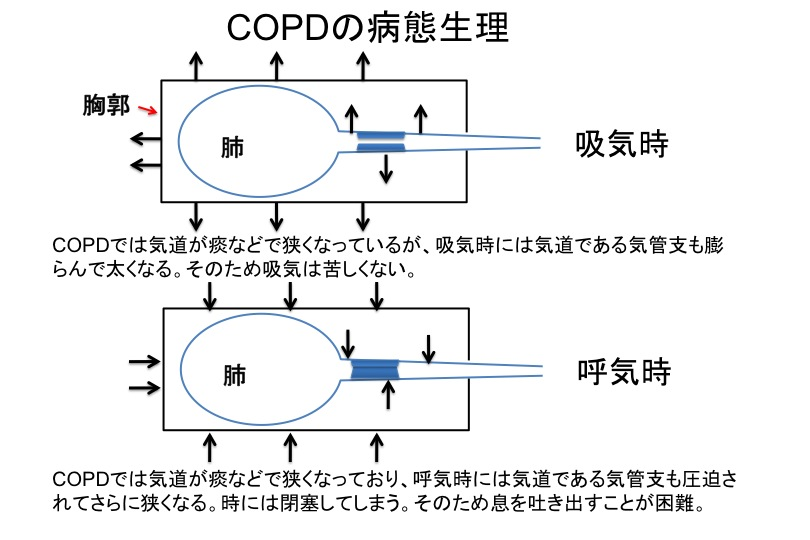 COPDの病態生理
胸郭
肺
吸気時
COPDでは気道が痰などで狭くなっているが、吸気時には気道である気管支も膨
らんで太くなる。そのため吸気は苦しくない。
肺
呼気時
COPDでは気道が痰などで狭くなっており、呼気時には気道である気管支も圧迫さ
れてさらに狭くなる。時には閉塞してしまう。そのため息を吐き出すことが困難。